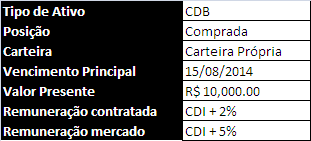 Tipo de Ativo CDB
Posição Comprada
Carteira Carteira Própria
Vencimento Principal 15/08/2014
Valor Presente R$ 10,000.00
Remuneração contratada CDI + 2%
Remuneração mercado CDI + 5%